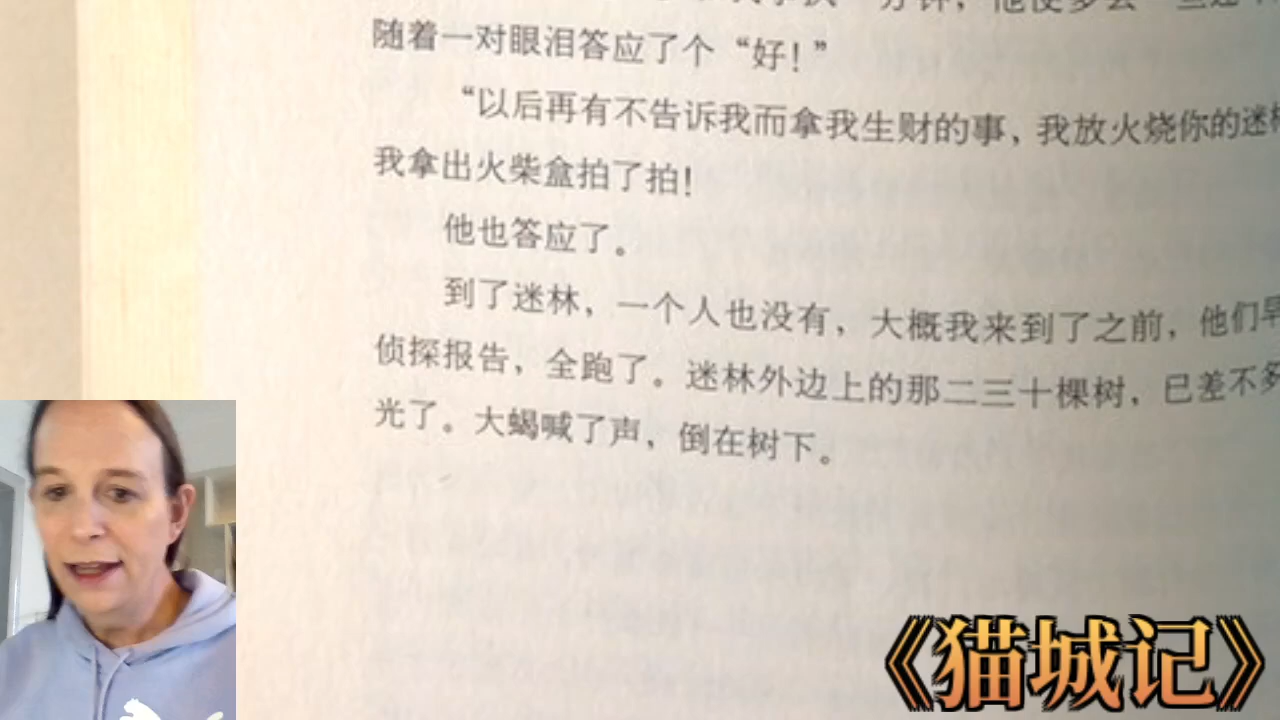 随着一对眼泪答应了个“好！”
“以后再有不告诉我而拿我生财的事，我放火烧你的迷
我拿出火柴盒拍了拍！
他也答应了。
到了迷林，一个人也没有，大概我来到了之前，他们早
侦探报告，全跑了。迷林外边上的那二三十棵树，已差不多
光了。大蝎喊了声，倒在树下。
《猫城记》